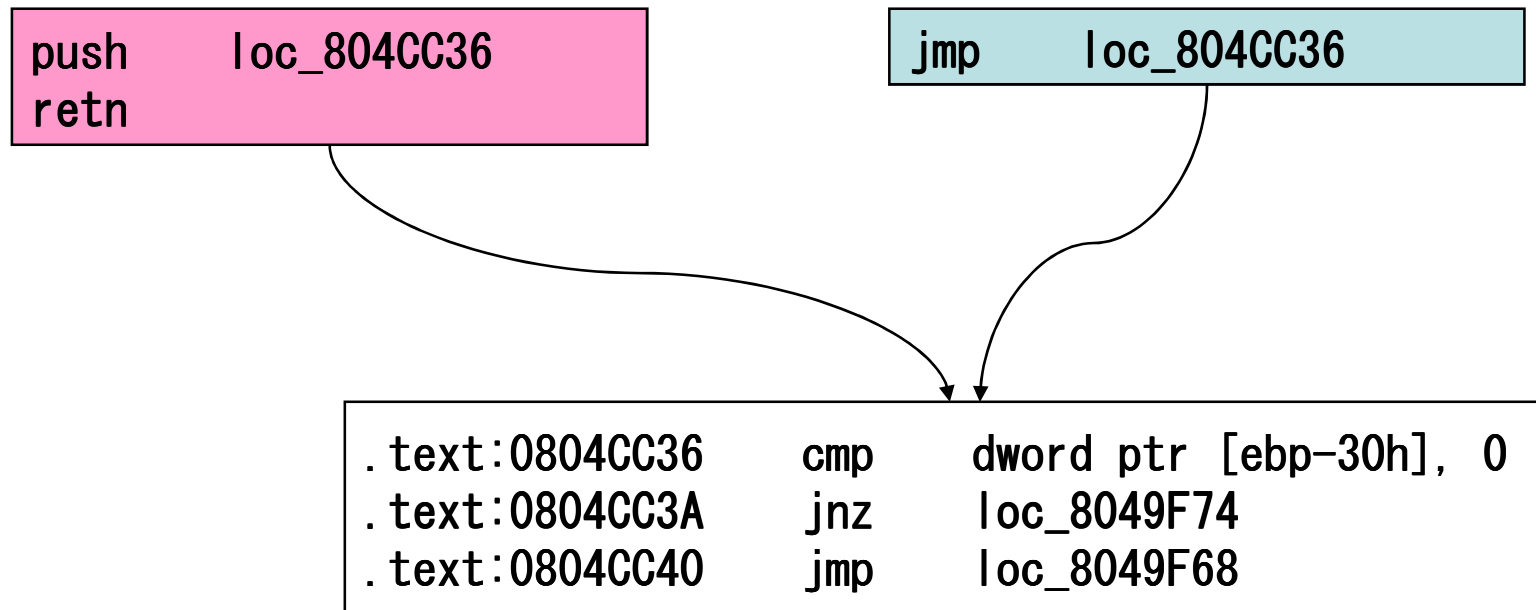 push loc_804CC36
retn
jmp loc_804CC36
.text:0804CC36 cmp dword ptr [ebp-30h], 0
.text:0804CC3A jnz loc_8049F74
.text:0804CC40 jmp loc_8049F68